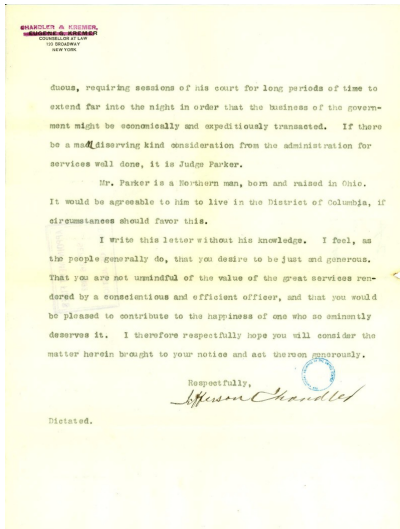 CHANDLER & KREMER,
EUGENE G. KREMER
COUNSELLOR AT LAW
120 BROADWAY
NEW YORK
duous, requiring sessions of his court for long periods of time to
extend far into the night in order that the business of the govern-
ment might be economically and expeditiously transacted. If there
be a man diserving kind consideration from the administration for
services well done, it is Judge Parker.
Mr. Parker is a Northern man, born and raised in Ohio.
It would be agreeable to him to live in the District of Columbia, if
circumstances should favor this.
I write this letter without his knowledge. I feel, as
the people generally do, that you desire to be just and generous.
That you are not unmindful of the value of the great services ren-
dered by a conscientious and efficient officer, and that you would
be pleased to contribute to the happiness of one who so eminently
deserves it. I therefore respectfully hope you will consider the
matter herein brought to your notice and act thereon generously.
Respectfully,
Jefferson Chandler
Dictated.